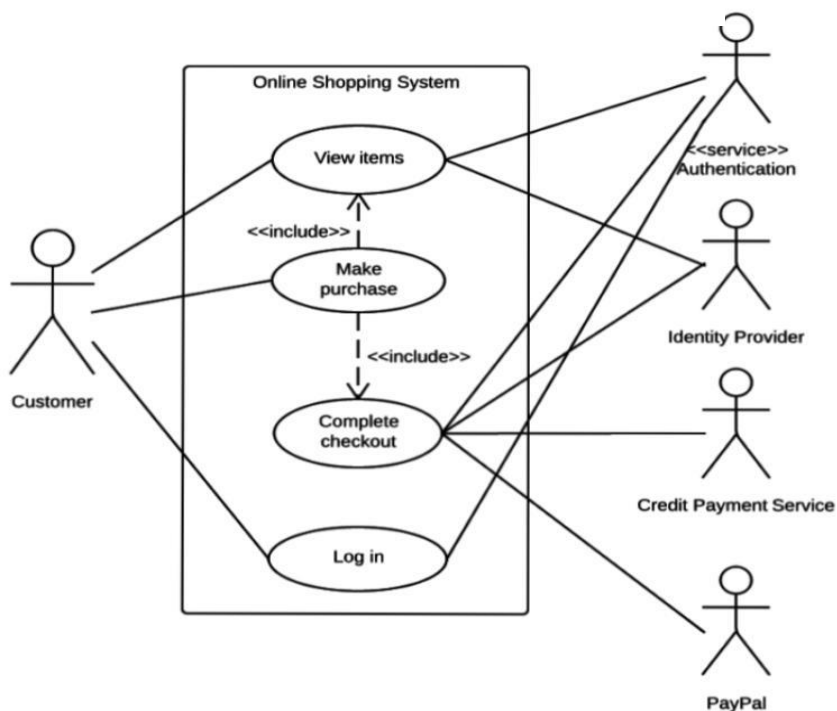 Online Shopping System
View items
<<service>>
Authentication
<<include>>
Make
purchase
Identity Provider
<<include>>
Customer
Complete
checkout
Credit Payment Service
Log in
PayPal